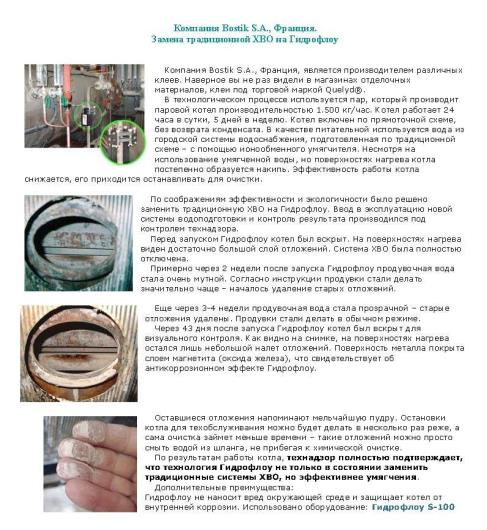 Компания Bostik S.A., Франция.
Замена традиционной ХВО на Гидрофлоу
Компания Bostik S.A., Франция, является производителем различных
клеев. Наверное вы не раз видели в магазинах отделочных
материалов, клеи под торговой маркой Quelyd®.
В технологическом процессе используется пар, который производит
паровой котел производительностью 1.500 кг/час. Котел работает 24
часа в сутки, 5 дней в неделю. Котел включен по прямоточной схеме,
без возврата конденсата. В качестве питательной используется вода из
городской системы водоснабжения, подготовленная по традиционной
схеме – с помощью ионообменного умягчителя. Несмотря на
использование умягченной воды, но поверхностях нагрева котла
постепенно образуется накипь. Эффективность работы котла
снижается, его приходится останавливать для очистки.
По соображениям эффективности и экологичности было решено
заменить традиционную ХВО на Гидрофлоу. Ввод в эксплуатацию новой
системы водоподготовки и контроль результата производился под
контролем технадзора.
Перед запуском Гидрофлоу котел был вскрыт. На поверхностях нагрева
виден достаточно большой слой отложений. Система ХВО была полностью
отключена.
Примерно через 2 недели после запуска Гидрофлоу продувочная вода
стала очень мутной. Согласно инструкции продувки стали делать
значительно чаще – началось удаление старых отложений.
Еще через 3-4 недели продувочная вода стала прозрачной – старые
отложения удалены. Продувки стали делать в обычном режиме.
Через 43 дня после запуска Гидрофлоу котел был вскрыт для
визуального контроля. Как видно на снимке, на поверхностях нагрева
остался лишь небольшой налет отложений. Поверхность металла покрыта
слоем магнетита (оксида железа), что свидетельствует об
антикоррозионном эффекте Гидрофлоу.
Оставшиеся отложения напоминают мельчайшую пудру. Остановки
котла для техобслуживания можно будет делать в несколько раз реже, а
сама очистка займет меньше времени – такие отложений можно просто
смыть водой из шланга, не прибегая к химической очистке.
По результатам работы котла, технадзор полностью подтверждает,
что технология Гидрофлоу не только в состоянии заменить
традиционные системы ХВО, но эффективнее умягчения.
Дополнительные преимущества:
Гидрофлоу не наносит вред окружающей среде и защищает котел от
внутренней коррозии. Использовано оборудование: Гидрофлоу S-100